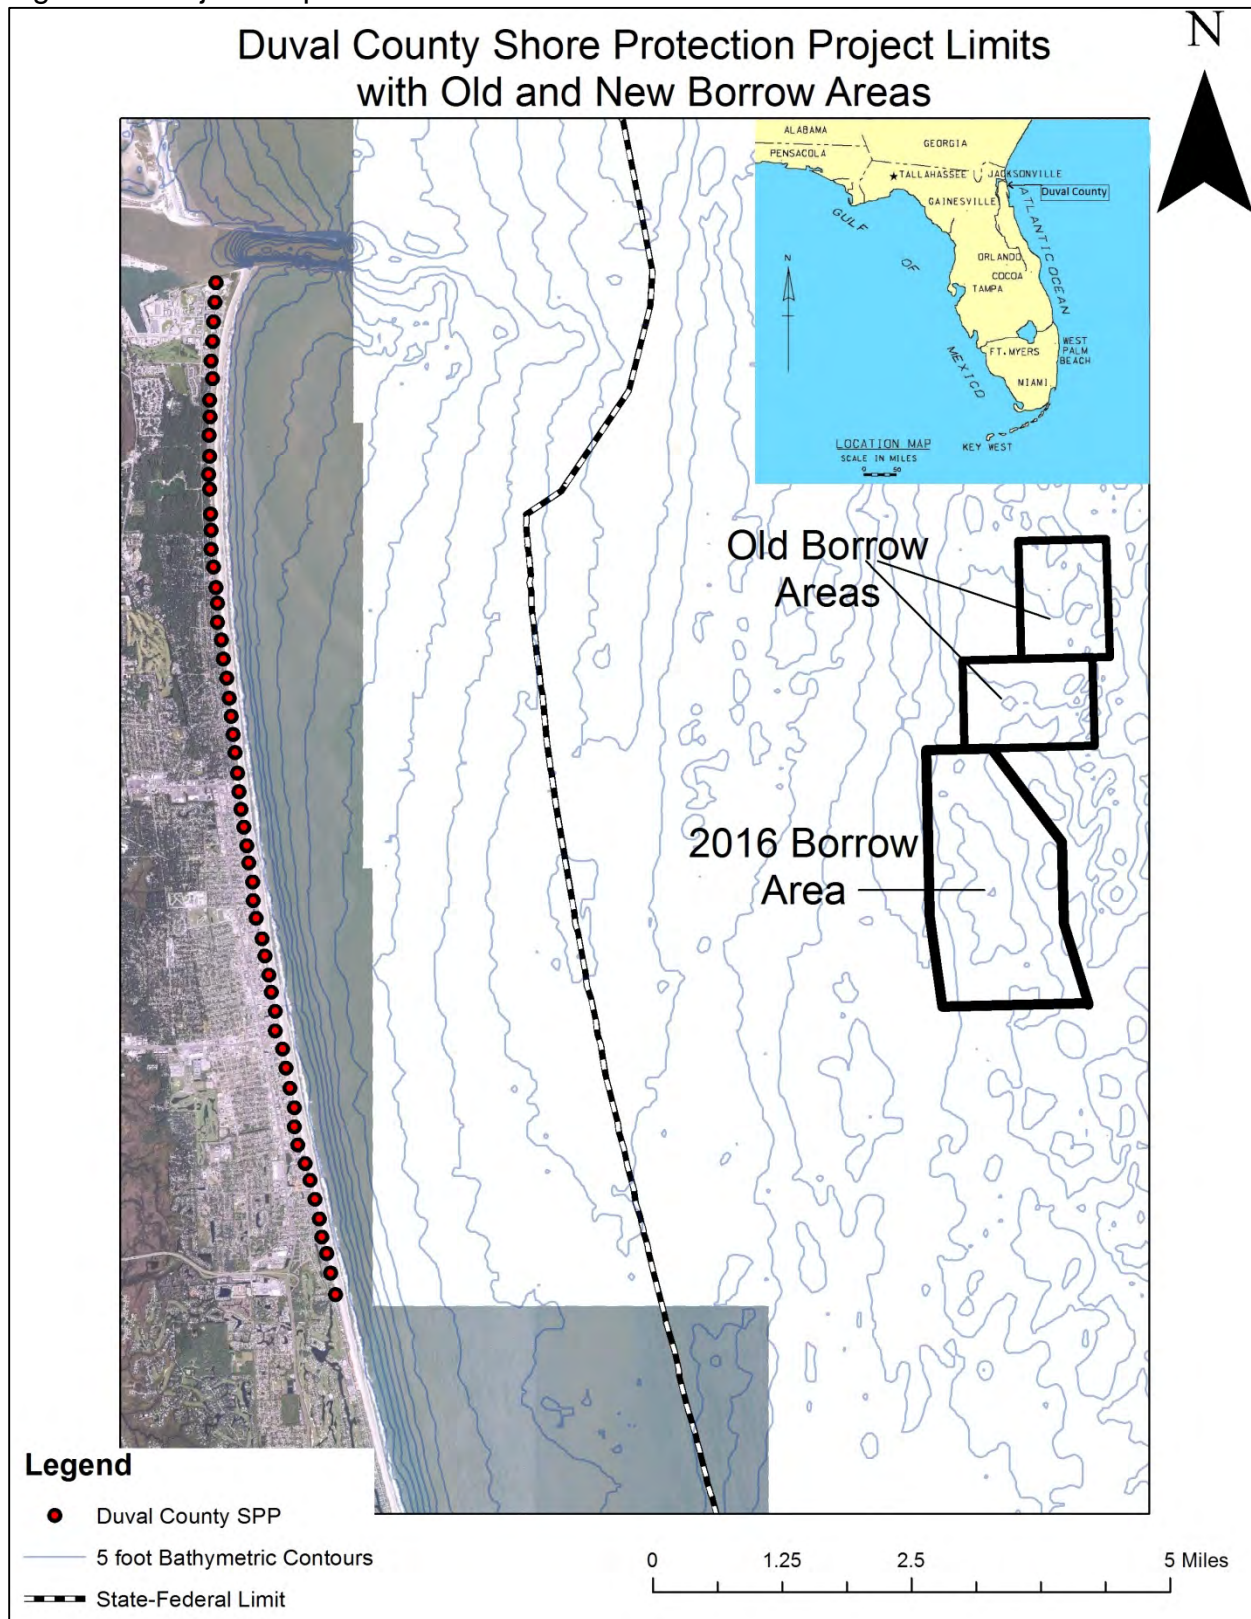 Duval County Shore Protection Project Limits
with Old and New Borrow Areas
N
ALABAMA
PENSACOLA
GEORGIA
★TALLAHASSEE
JACKSONVILLE
Duval County
GAINESVILLE
ATLANTIC OCEAN
GULF
OF
MEXICO
N
ORLANDO
COCOA
TAMPA
WEST
PALM
BEACH
FT. MYERS
MIAMI
KEY WEST
LOCATION MAP
SCALE IN MILES
0 50
Old Borrow
Areas
2016 Borrow
Area
Legend
Duval County SPP
5 foot Bathymetric Contours
State-Federal Limit
0 1.25 2.5 5 Miles